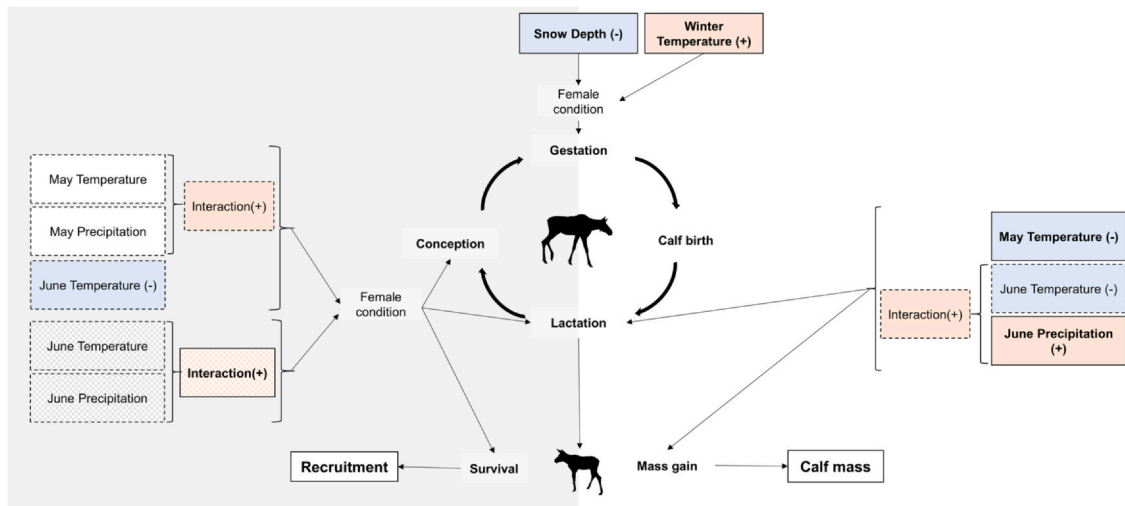 Snow Depth (-)
Winter
Temperature (+)
Female
condition
Gestation
May Temperature
Interaction(+)
May Precipitation
June Temperature (-)
Conception
Calf birth
Female
condition
Lactation
June Temperature
Interaction(+)
June Precipitation
May Temperature (-)
June Temperature (-)
Interaction(+)
June Precipitation
(+)
Recruitment
Survival
Mass gain
Calf mass